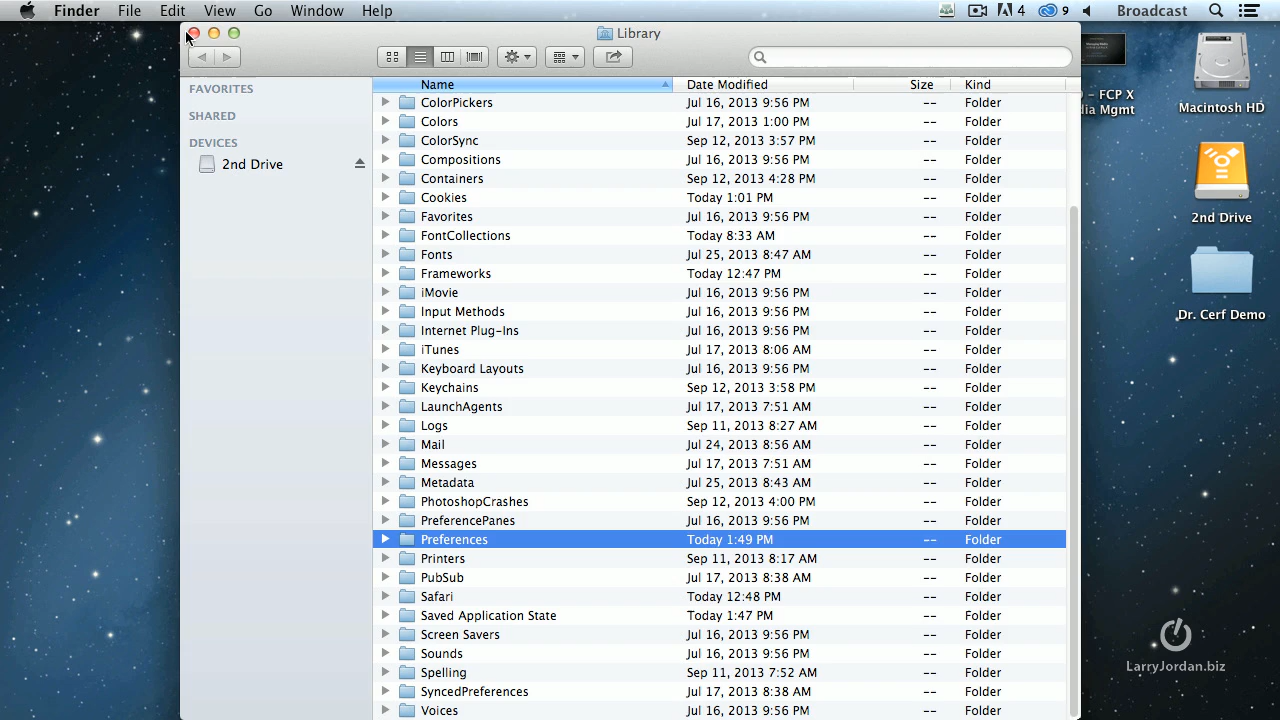 Finder File Edit View Go Window Help 4 9 Broadcast
Library
FAVORITES
SHARED
DEVICES
2nd Drive
Name Date Modified Size Kind
ColorPickers Jul 16, 2013 9:56 PM -- Folder
Colors Jul 17, 2013 1:00 PM -- Folder
ColorSync Sep 12, 2013 3:57 PM -- Folder
Compositions Jul 16, 2013 9:56 PM -- Folder
Containers Sep 12, 2013 4:28 PM -- Folder
Cookies Today 1:01 PM -- Folder
Favorites Jul 16, 2013 9:56 PM -- Folder
FontCollections Today 8:33 AM -- Folder
Fonts Jul 25, 2013 8:47 AM -- Folder
Frameworks Today 12:47 PM -- Folder
iMovie Jul 16, 2013 9:56 PM -- Folder
Input Methods Jul 16, 2013 9:56 PM -- Folder
Internet Plug-Ins Jul 16, 2013 9:56 PM -- Folder
iTunes Jul 17, 2013 8:06 AM -- Folder
Keyboard Layouts Jul 16, 2013 9:56 PM -- Folder
Keychains Sep 12, 2013 3:58 PM -- Folder
LaunchAgents Jul 17, 2013 7:51 AM -- Folder
Logs Sep 11, 2013 8:27 AM -- Folder
Mail Jul 24, 2013 8:56 AM -- Folder
Messages Jul 17, 2013 7:51 AM -- Folder
Metadata Jul 25, 2013 8:43 AM -- Folder
PhotoshopCrashes Sep 12, 2013 4:00 PM -- Folder
PreferencePanes Jul 16, 2013 9:56 PM -- Folder
Preferences Today 1:49 PM -- Folder
Printers Sep 11, 2013 8:17 AM -- Folder
PubSub Jul 17, 2013 8:38 AM -- Folder
Safari Today 12:48 PM -- Folder
Saved Application State Today 1:47 PM -- Folder
Screen Savers Jul 16, 2013 9:56 PM -- Folder
Sounds Jul 16, 2013 9:56 PM -- Folder
Spelling Sep 11, 2013 7:52 AM -- Folder
SyncedPreferences Jul 17, 2013 8:38 AM -- Folder
Voices Jul 16, 2013 9:56 PM -- Folder
- FCP X
Mgmt
Macintosh HD
2nd Drive
Dr. Cerf Demo
LarryJordan.biz